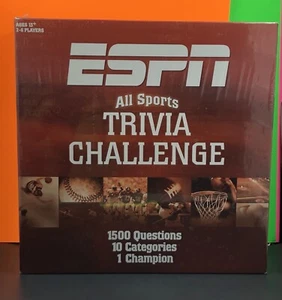 AGES 12+
2-4 PLAYERS
ESPN
All Sports
TRIVIA
CHALLENGE
1500 Questions
10 Categories
1 Champion